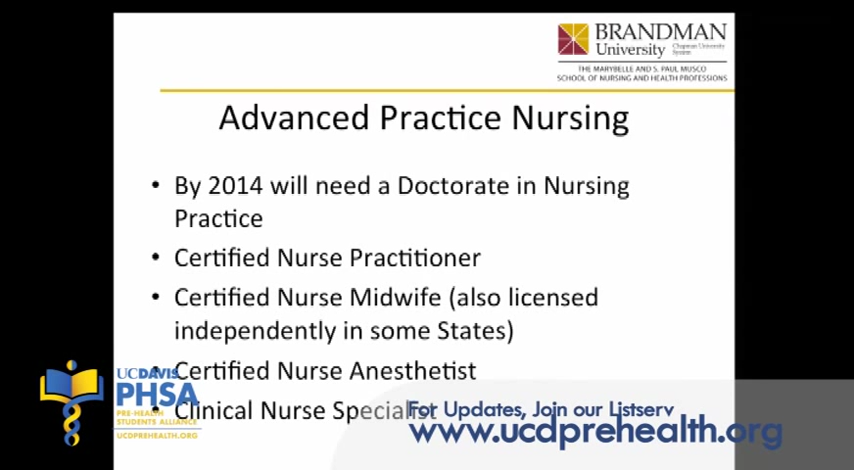 BRANDMAN
University
Chapman University
System
THE MARYBELLE AND S. PAUL MUSCO
SCHOOL OF NURSING AND HEALTH PROFESSIONS
Advanced Practice Nursing
• By 2014 will need a Doctorate in Nursing
Practice
• Certified Nurse Practitioner
• Certified Nurse Midwife (also licensed
independently in some States)
• Certified Nurse Anesthetist
• Clinical Nurse Specialist
UCDAVIS
PHSA
PRE-HEALTH
STUDENTS ALLIANCE
UCDPREHEALTH.ORG
For Updates, Join our Listserv
www.ucdprehealth.org